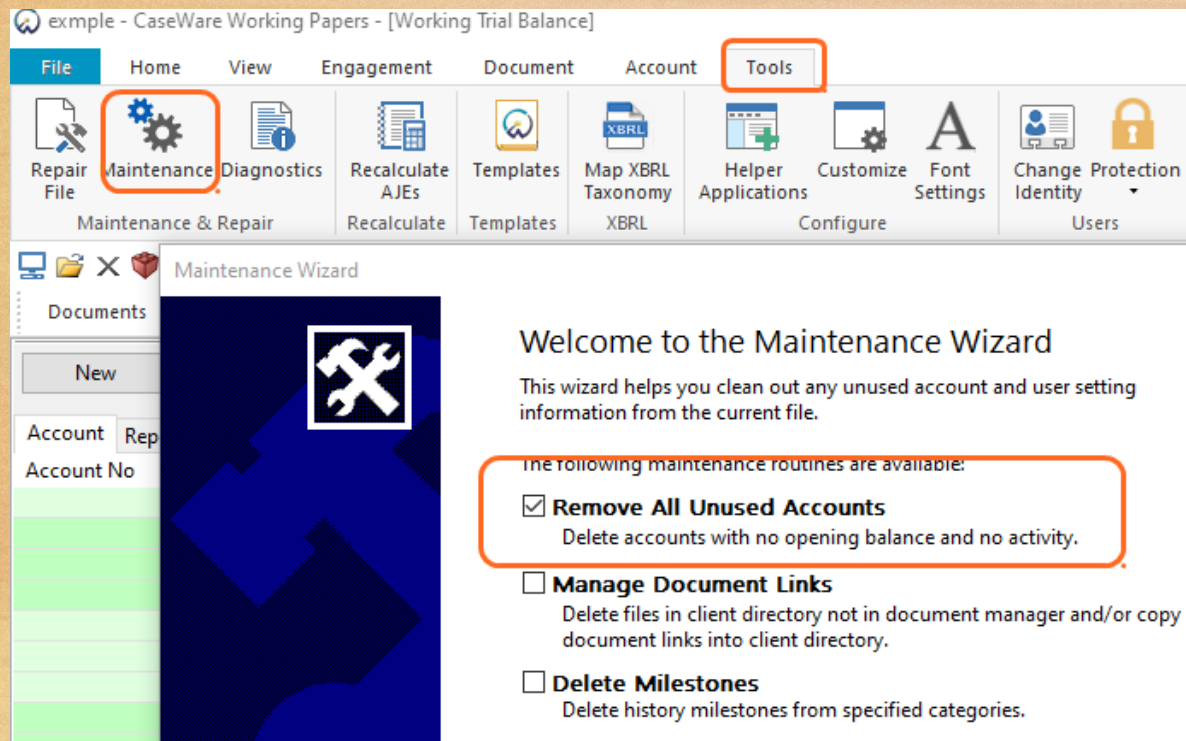 exmple - CaseWare Working Papers - [Working Trial Balance]
File Home View Engagement Document Account Tools
Repair Maintenance Diagnostics Recalculate Templates Map XBRL Helper Customize Font Change Protection
File AJEs Taxonomy Applications Settings Identity
Maintenance & Repair Recalculate Templates XBRL Configure Users
XBRL
Maintenance Wizard
Documents
Welcome to the Maintenance Wizard
New
This wizard helps you clean out any unused account and user setting
information from the current file.
Account Rep
The following maintenance routines are available:
Account No
Remove All Unused Accounts
Delete accounts with no opening balance and no activity.
Manage Document Links
Delete files in client directory not in document manager and/or copy
document links into client directory.
Delete Milestones
Delete history milestones from specified categories.